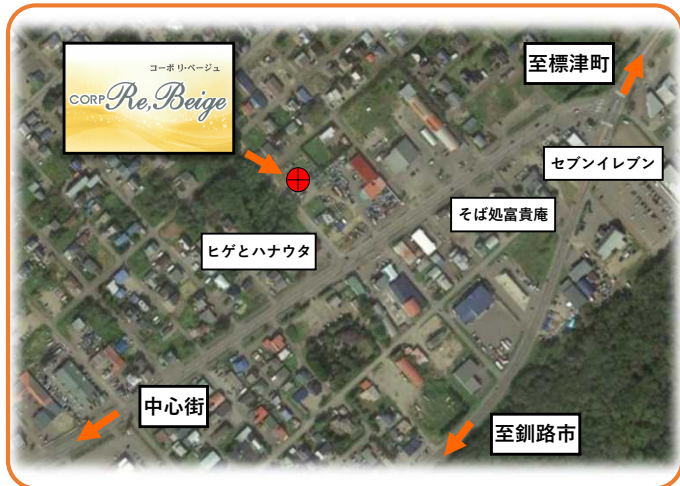 至標津町
コーポ リ・ベージュ
CORP Re,Beige
セブンイレブン
そば処富貴庵
ヒゲとハナウタ
中心街
至釧路市